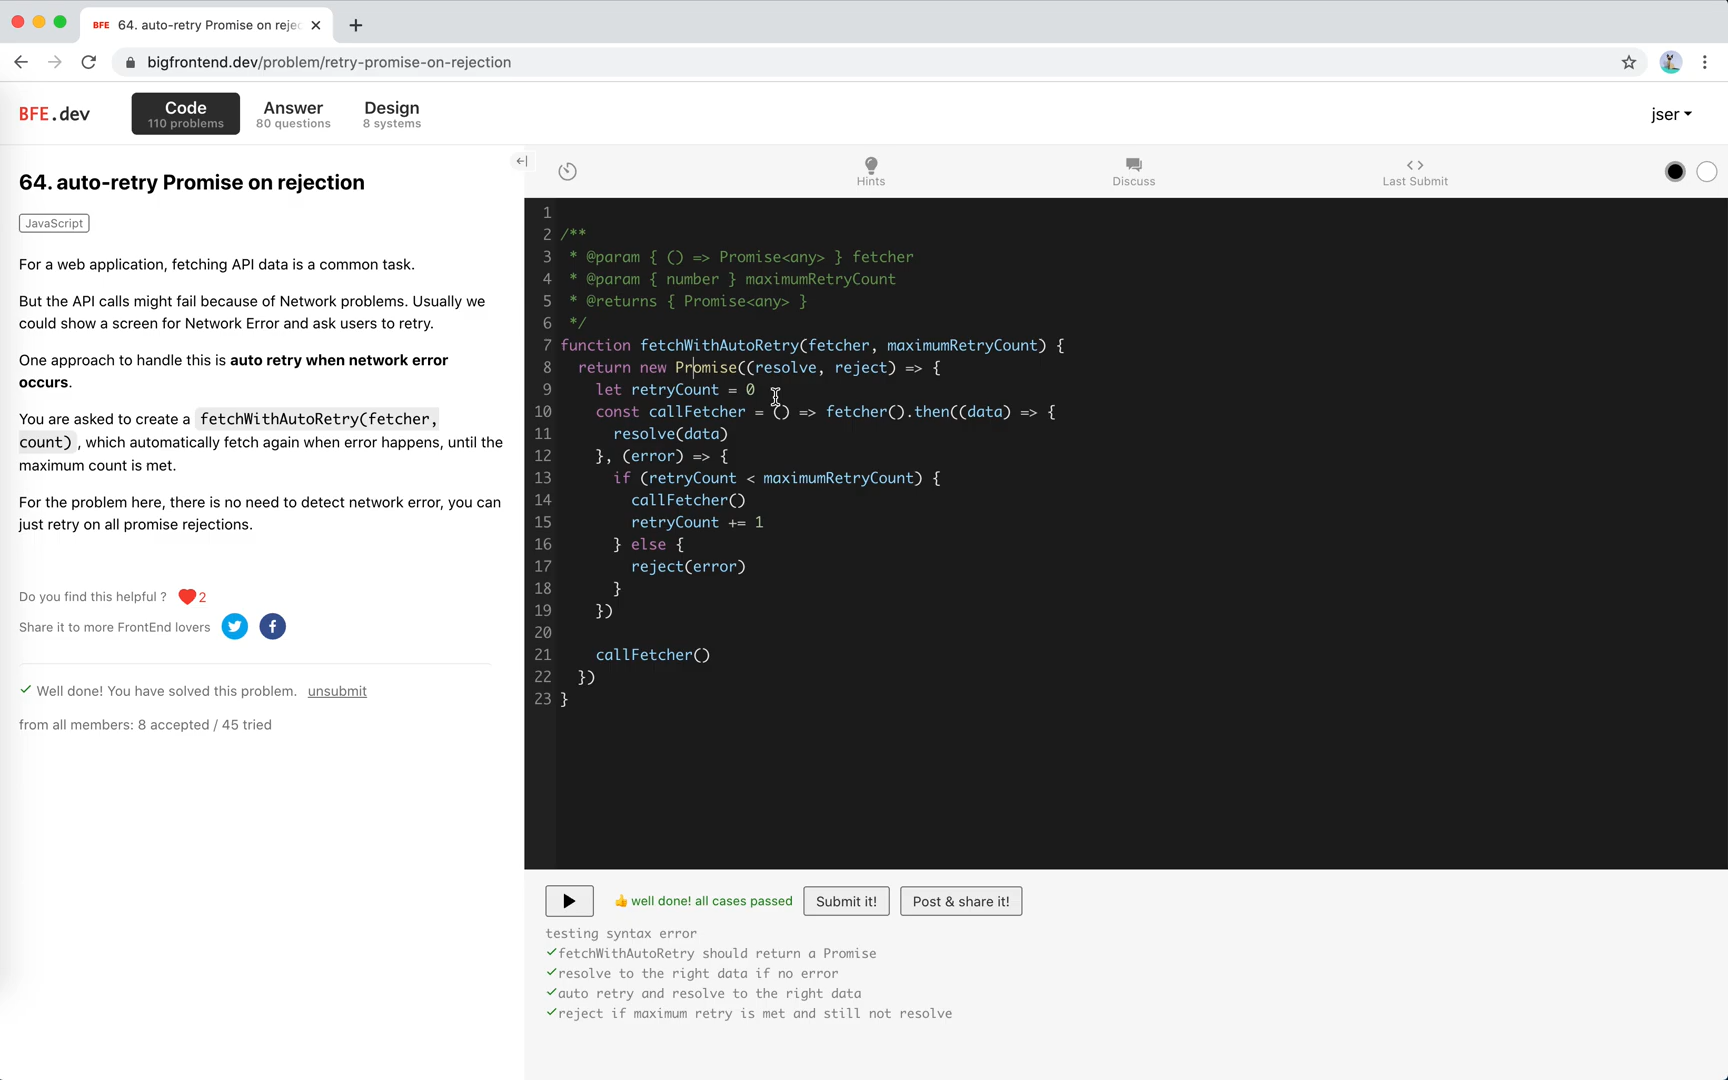 BFE 64. auto-retry Promise on reje
bigfrontend.dev/problem/retry-promise-on-rejection
BFE.dev
Code
110 problems
Answer
80 questions
Design
8 systems
jser
64. auto-retry Promise on rejection
JavaScript
For a web application, fetching API data is a common task.
But the API calls might fail because of Network problems. Usually we
could show a screen for Network Error and ask users to retry.
One approach to handle this is auto retry when network error
occurs.
You are asked to create a fetchWithAutoRetry(fetcher,
count) , which automatically fetch again when error happens, until the
maximum count is met.
For the problem here, there is no need to detect network error, you can
just retry on all promise rejections.
Do you find this helpful ? 2
Share it to more FrontEnd lovers
Well done! You have solved this problem. unsubmit
from all members: 8 accepted / 45 tried
Hints
Discuss
Last Submit
1
2 /**
3 * @param { () => Promise<any> } fetcher
4 * @param { number } maximumRetryCount
5 * @returns { Promise<any> }
6 */
7 function fetchWithAutoRetry(fetcher, maximumRetryCount) {
8 return new Promise((resolve, reject) => {
9 let retryCount = 0
10 const callFetcher = () => fetcher().then((data) => {
11 resolve(data)
12 }, (error) => {
13 if (retryCount < maximumRetryCount) {
14 callFetcher()
15 retryCount += 1
16 } else {
17 reject(error)
18 }
19 })
20
21 callFetcher()
22 })
23 }
👍 well done! all cases passed
Submit it!
Post & share it!
testing syntax error
✓fetchWithAutoRetry should return a Promise
✓resolve to the right data if no error
✓auto retry and resolve to the right data
✓reject if maximum retry is met and still not resolve